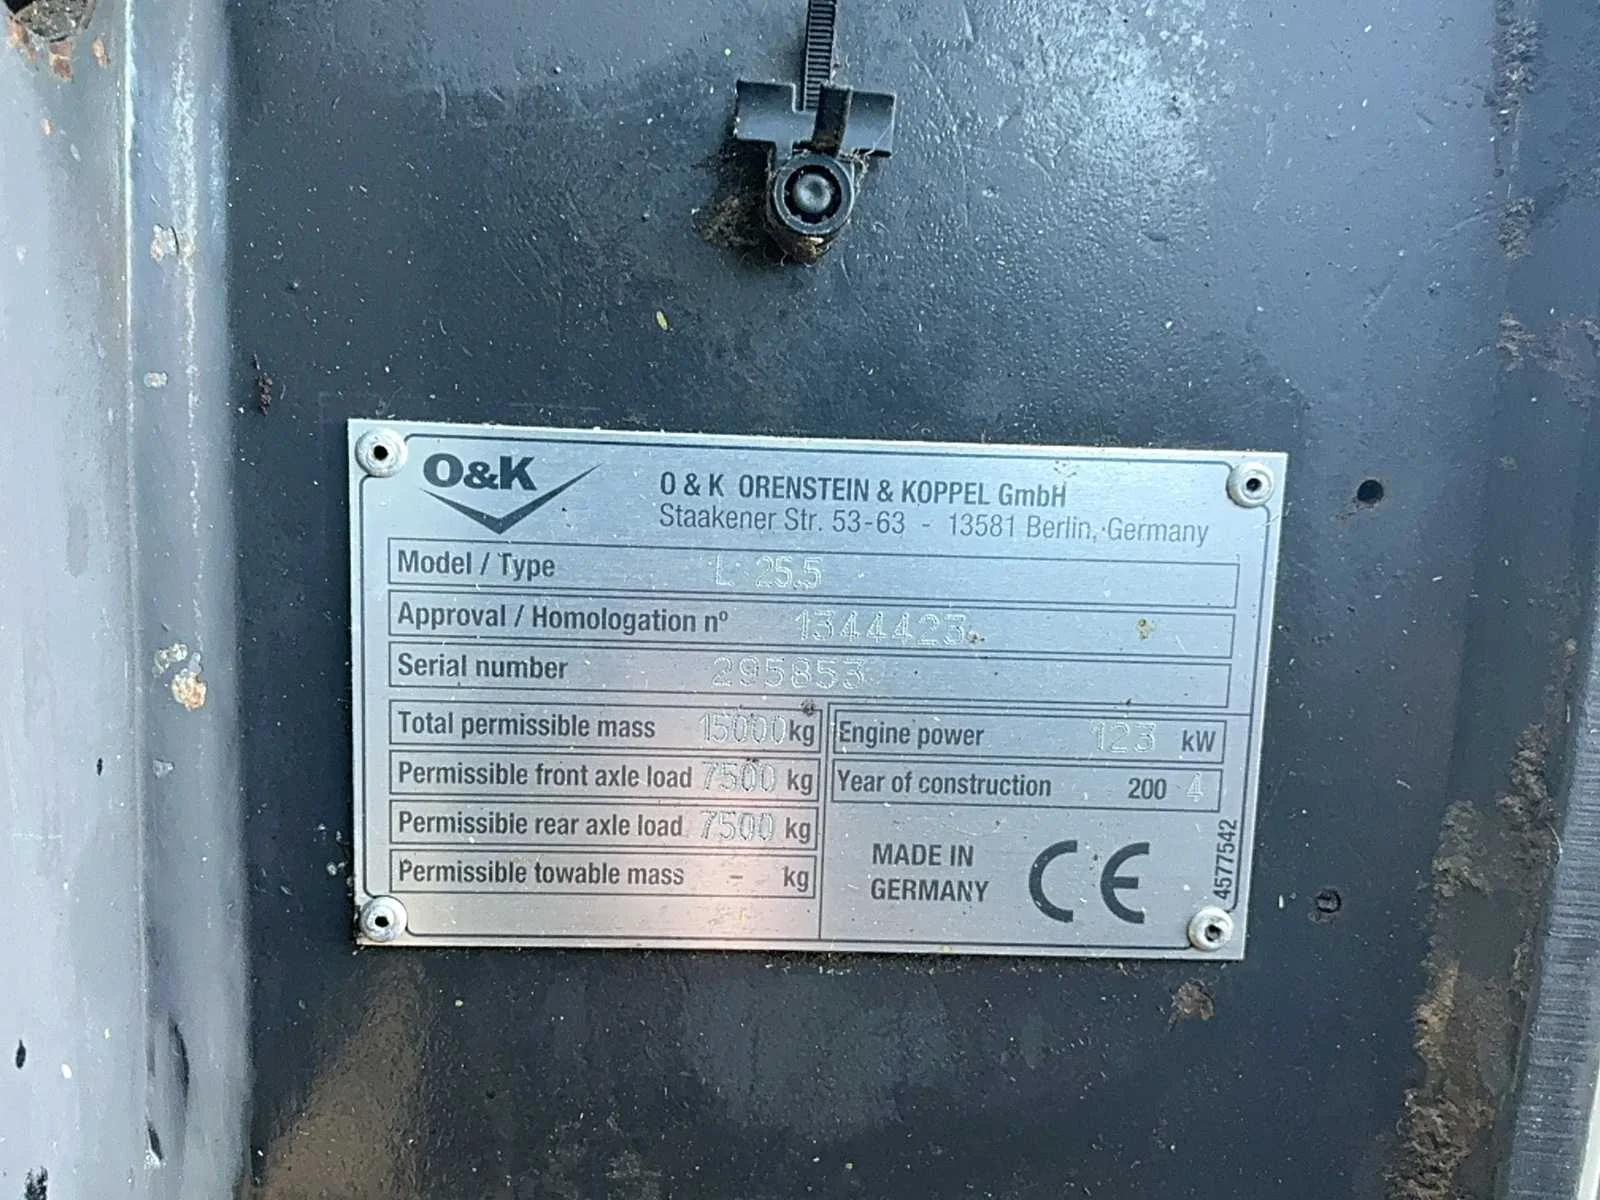 O&K
O & K ORENSTEIN & KOPPEL GmbH
Staakener Str. 53-63 - 13581 Berlin, Germany
Model / Type L 25.5
Approval / Homologation nº 1344423
Serial number 295853
Total permissible mass 15000 kg
Permissible front axle load 7500 kg
Permissible rear axle load 7500 kg
Permissible towable mass - kg
Engine power 123 kW
Year of construction 200 4
MADE IN
GERMANY
CE
4577542